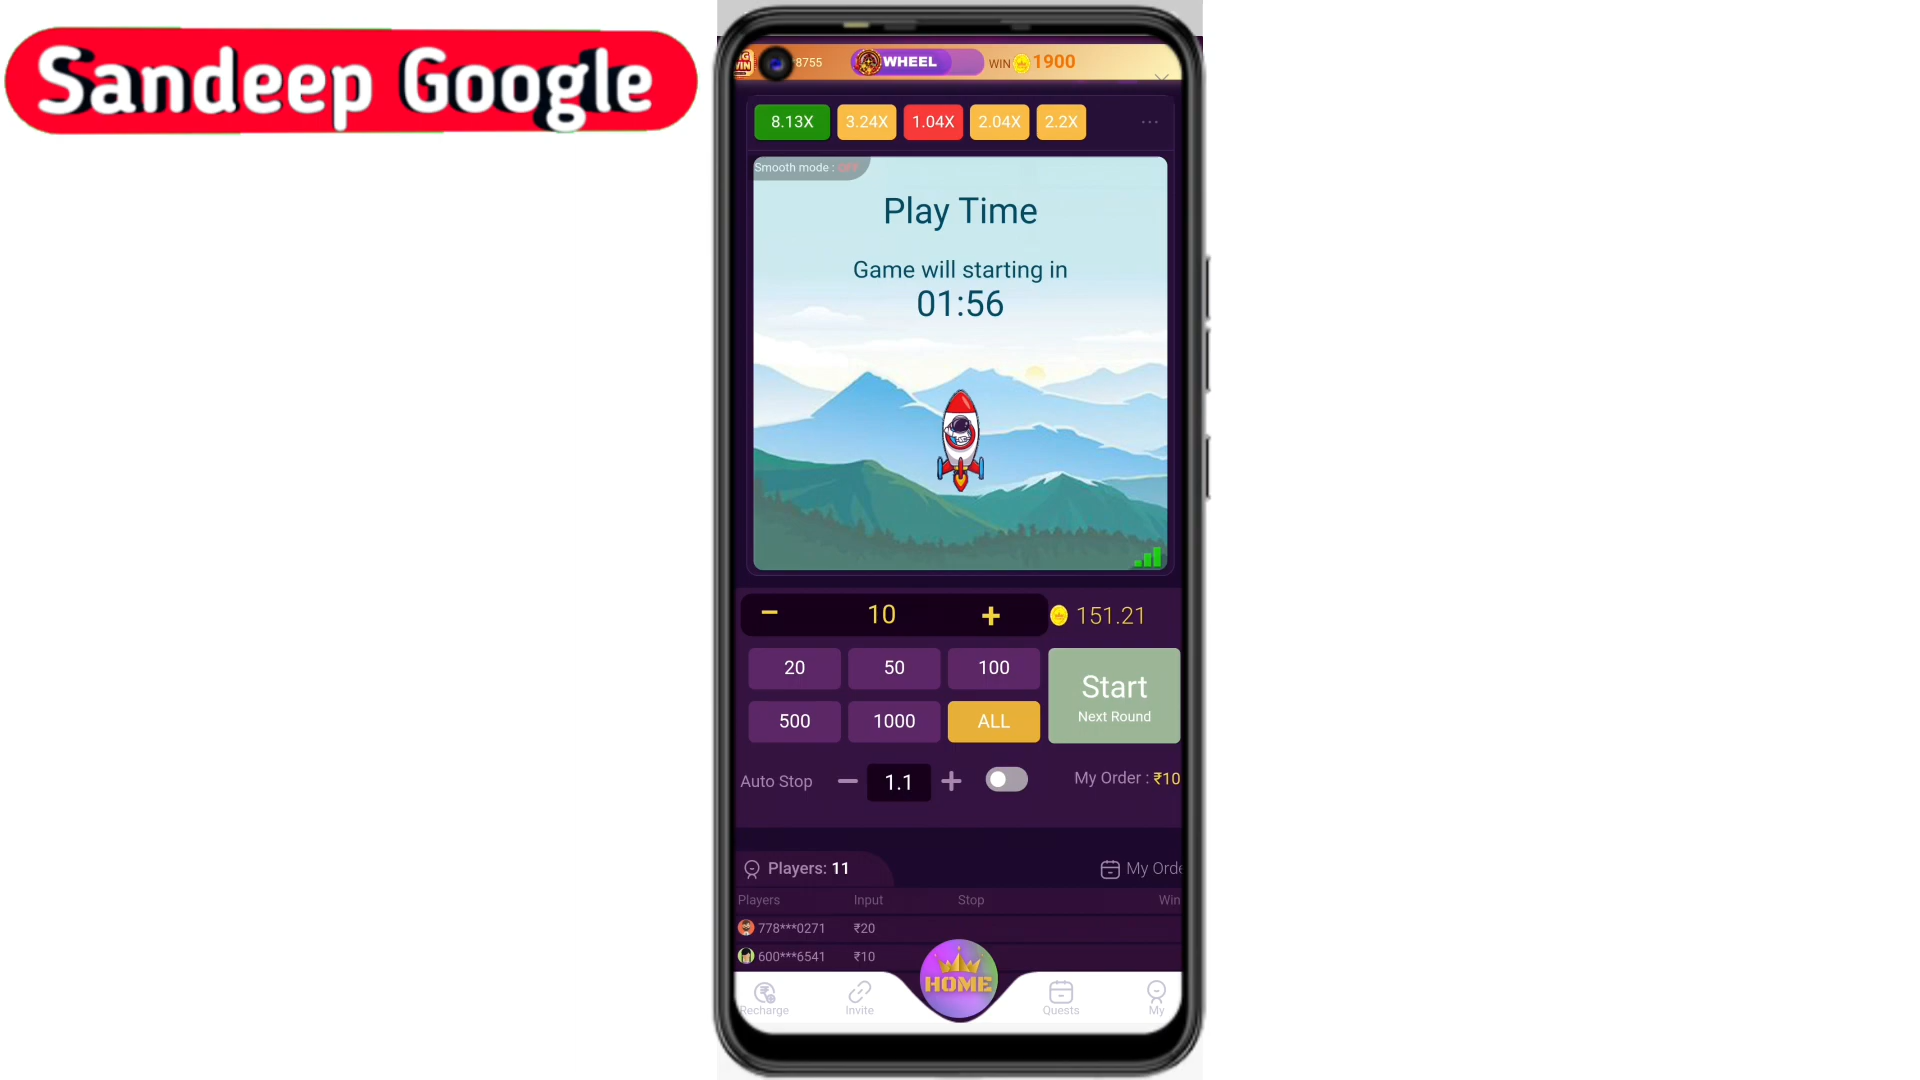 Sandeep Google
WIN
8755
WHEEL
WIN 1900
8.13X 3.24X 1.04X 2.04X 2.2X
Smooth mode : OFF
Play Time
Game will starting in
01:56
10
151.21
20 50 100
Start
Next Round
500 1000 ALL
Auto Stop 1.1
My Order : ₹10
Players: 11
My Orde
Players Input Stop Win
778***0271 ₹20
600***6541 ₹10
HOME
Recharge Invite Quests My